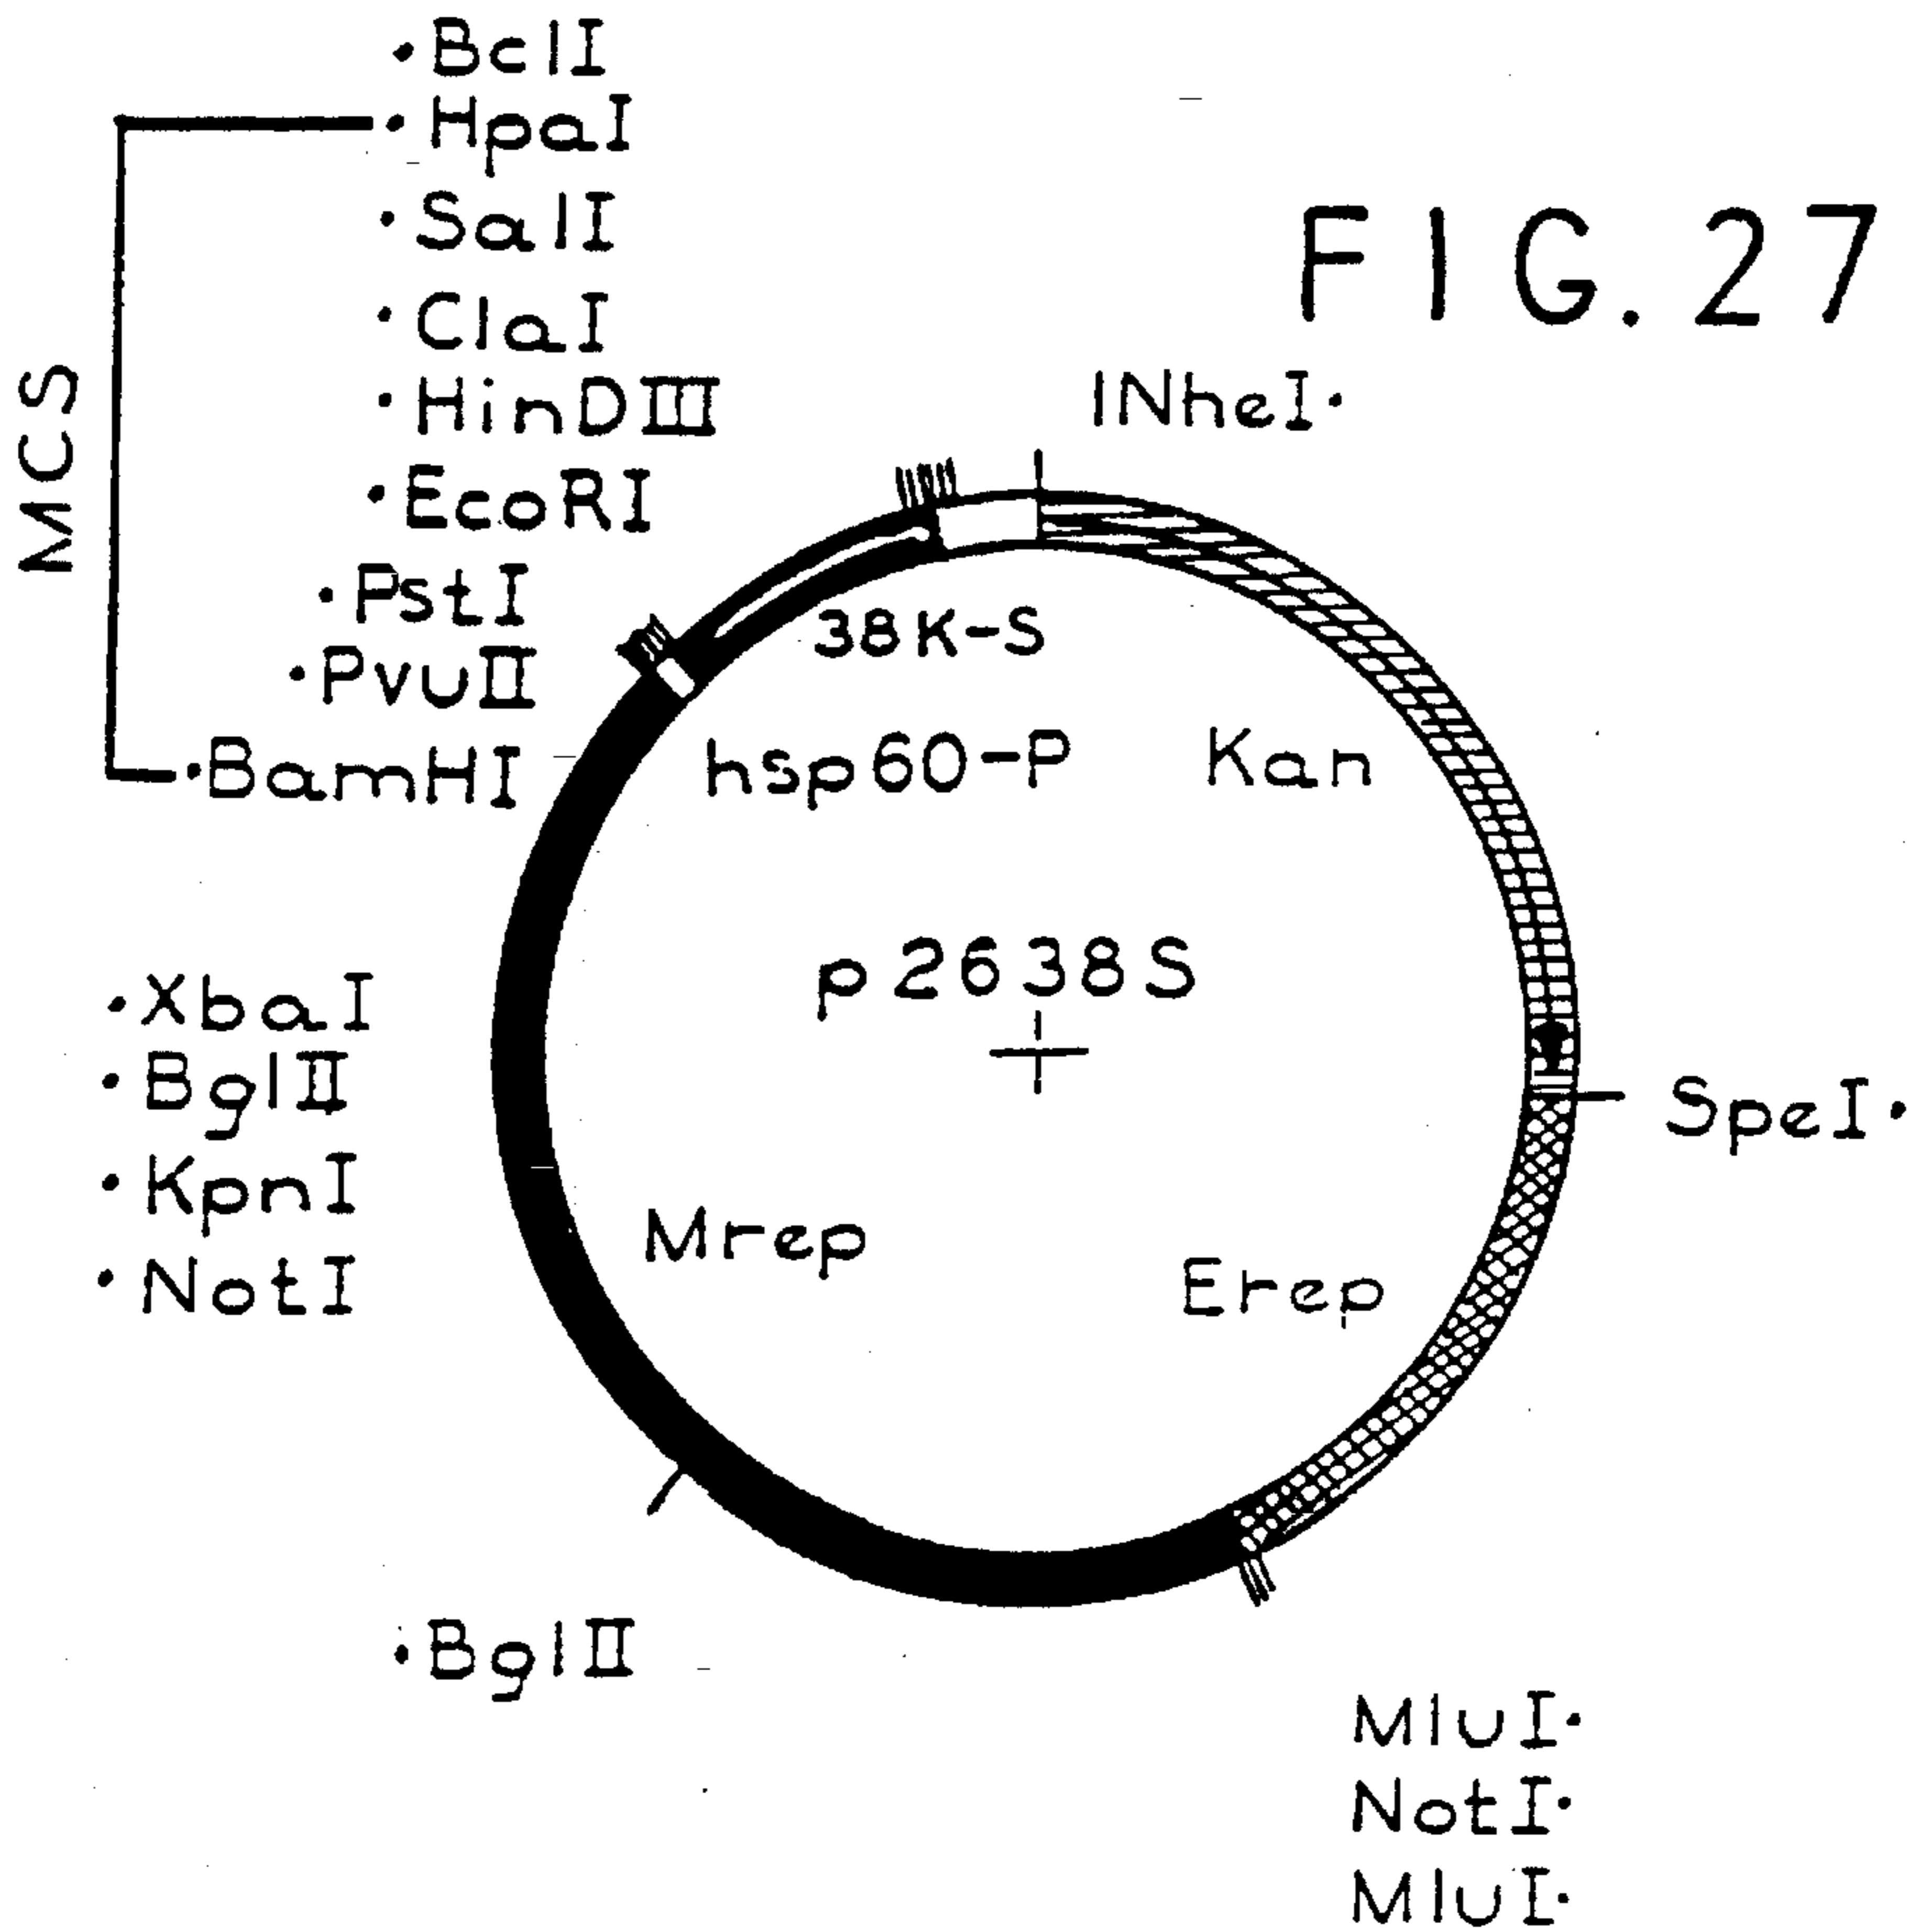 BclI
HpaI
SalI
FIG.27
ClaI
MCS
HinDIII
lNheI
EcoRI
PstI
38K-S
PvuII
hsp60-P
Kan
BamHI
p2638S
XbaI
BglII
SpeI
KpnI
Mrep
NotI
Erep
BglII
MluI
NotI
MluI